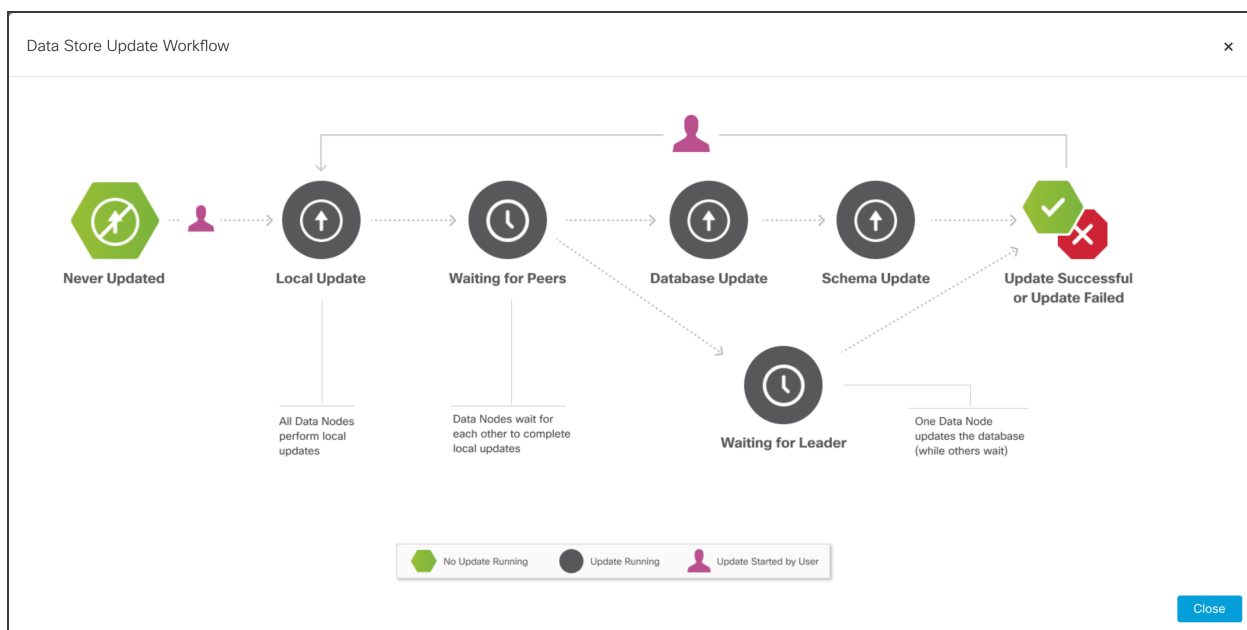 Data Store Update Workflow
×
Never Updated
Local Update
Waiting for Peers
Database Update
Schema Update
Update Successful
or Update Failed
Waiting for Leader
All Data Nodes
perform local
updates
Data Nodes wait for
each other to complete
local updates
One Data Node
updates the database
(while others wait)
No Update Running
Update Running
Update Started by User
Close